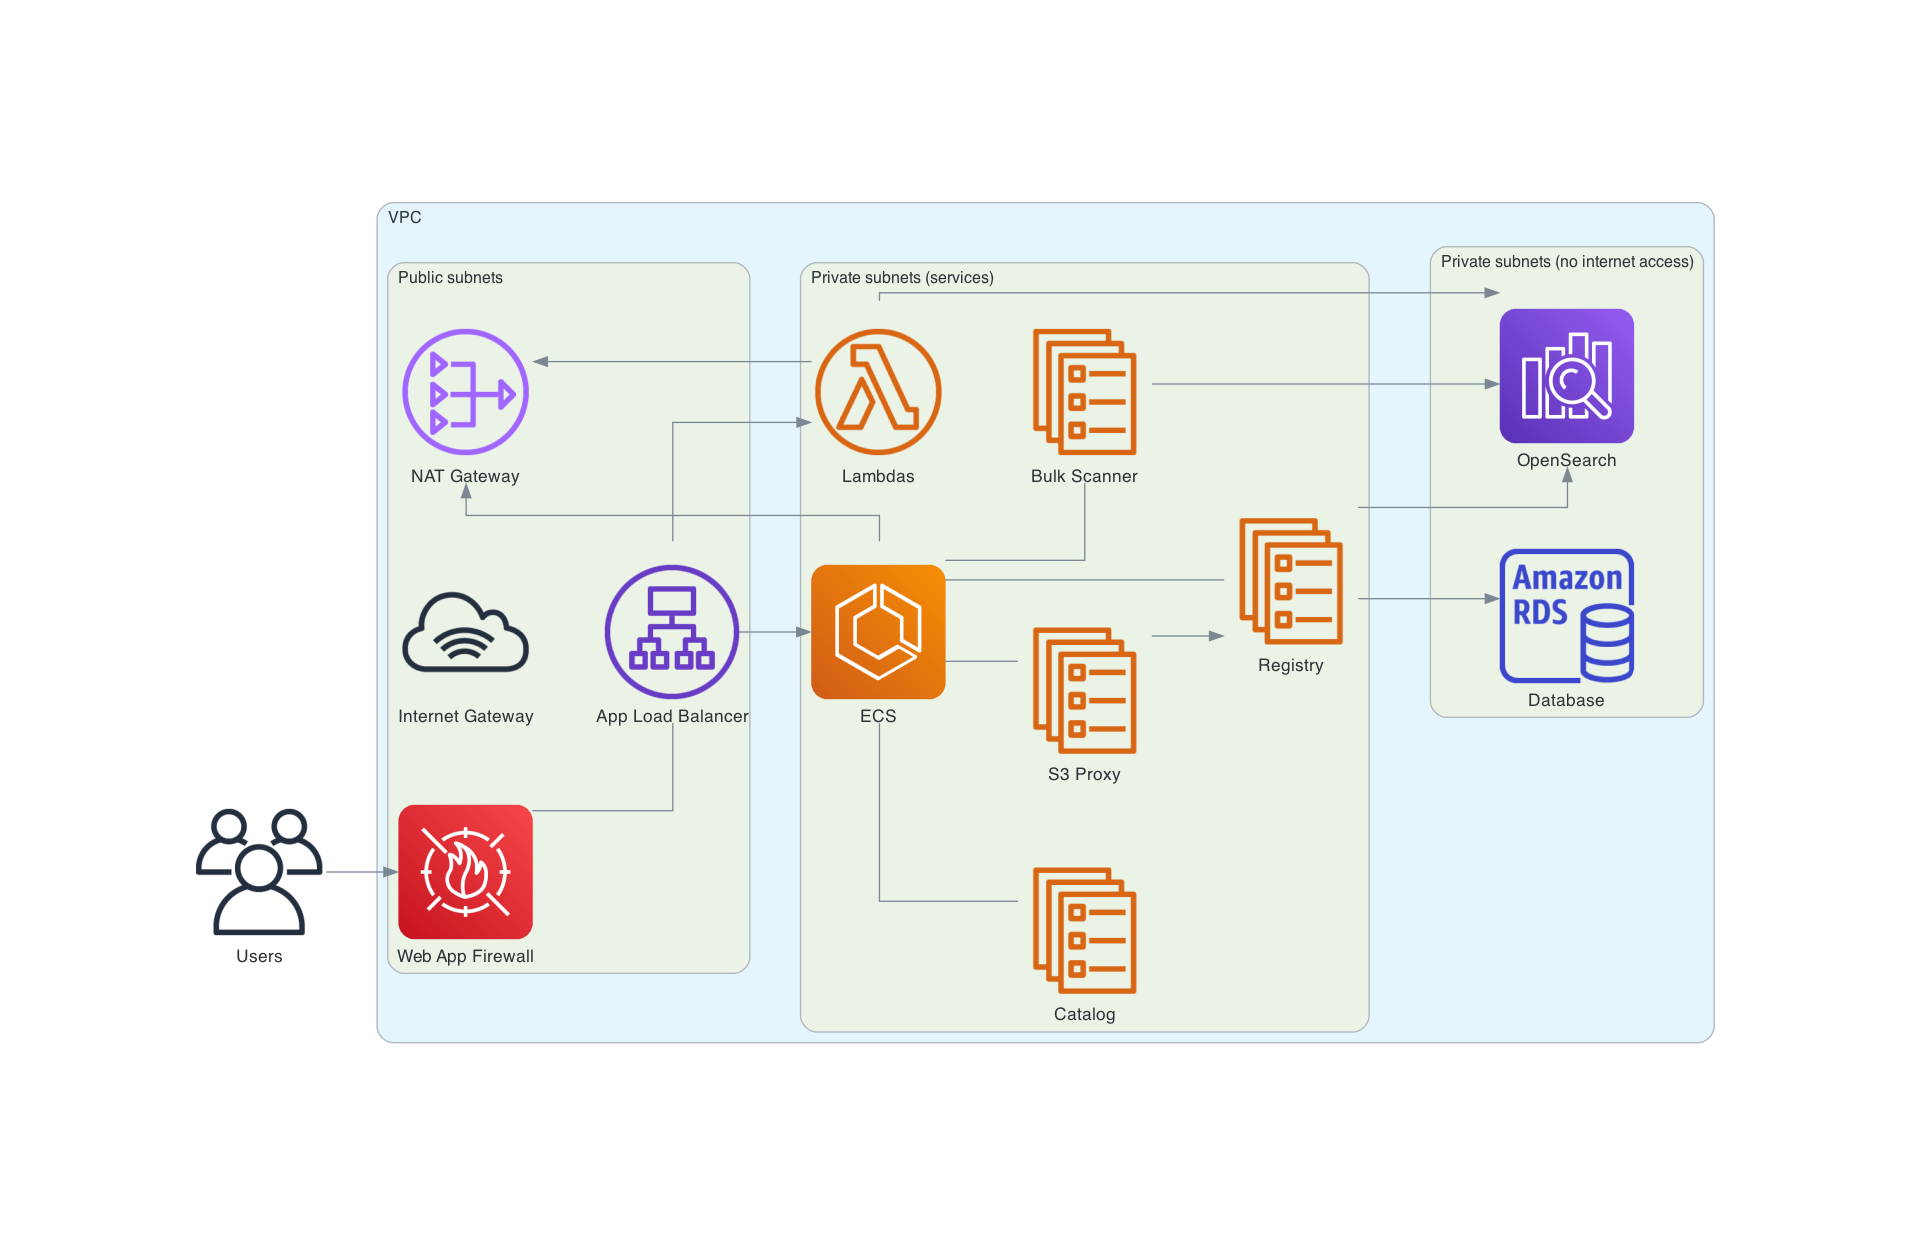 VPC
Public subnets
Private subnets (services)
Private subnets (no internet access)
NAT Gateway
Lambdas
Bulk Scanner
OpenSearch
Internet Gateway
App Load Balancer
ECS
S3 Proxy
Registry
Amazon
RDS
Database
Users
Web App Firewall
Catalog